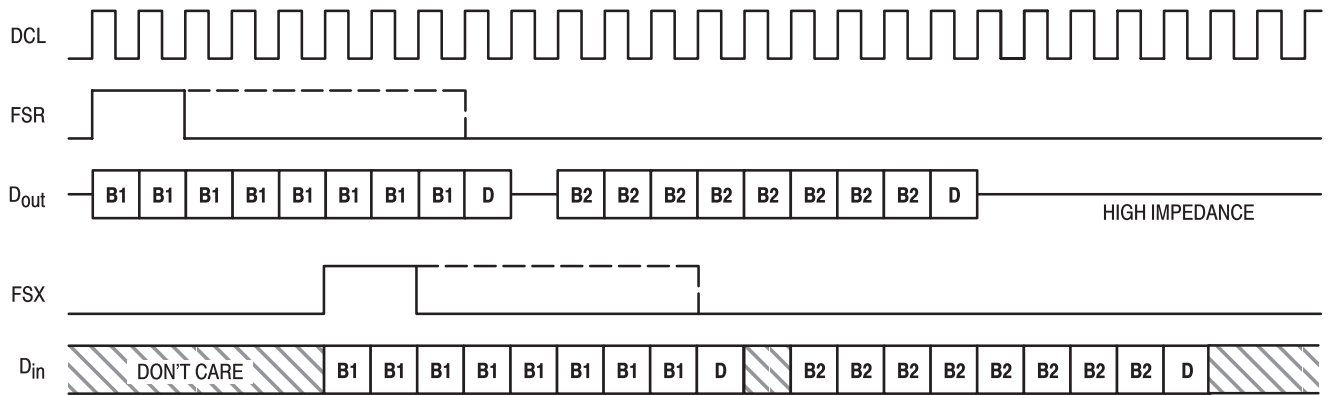 DCL
FSR
Dout B1 B1 B1 B1 B1 B1 B1 B1 D B2 B2 B2 B2 B2 B2 B2 B2 D
HIGH IMPEDANCE
FSX
Din DON'T CARE B1 B1 B1 B1 B1 B1 B1 B1 D B2 B2 B2 B2 B2 B2 B2 B2 D